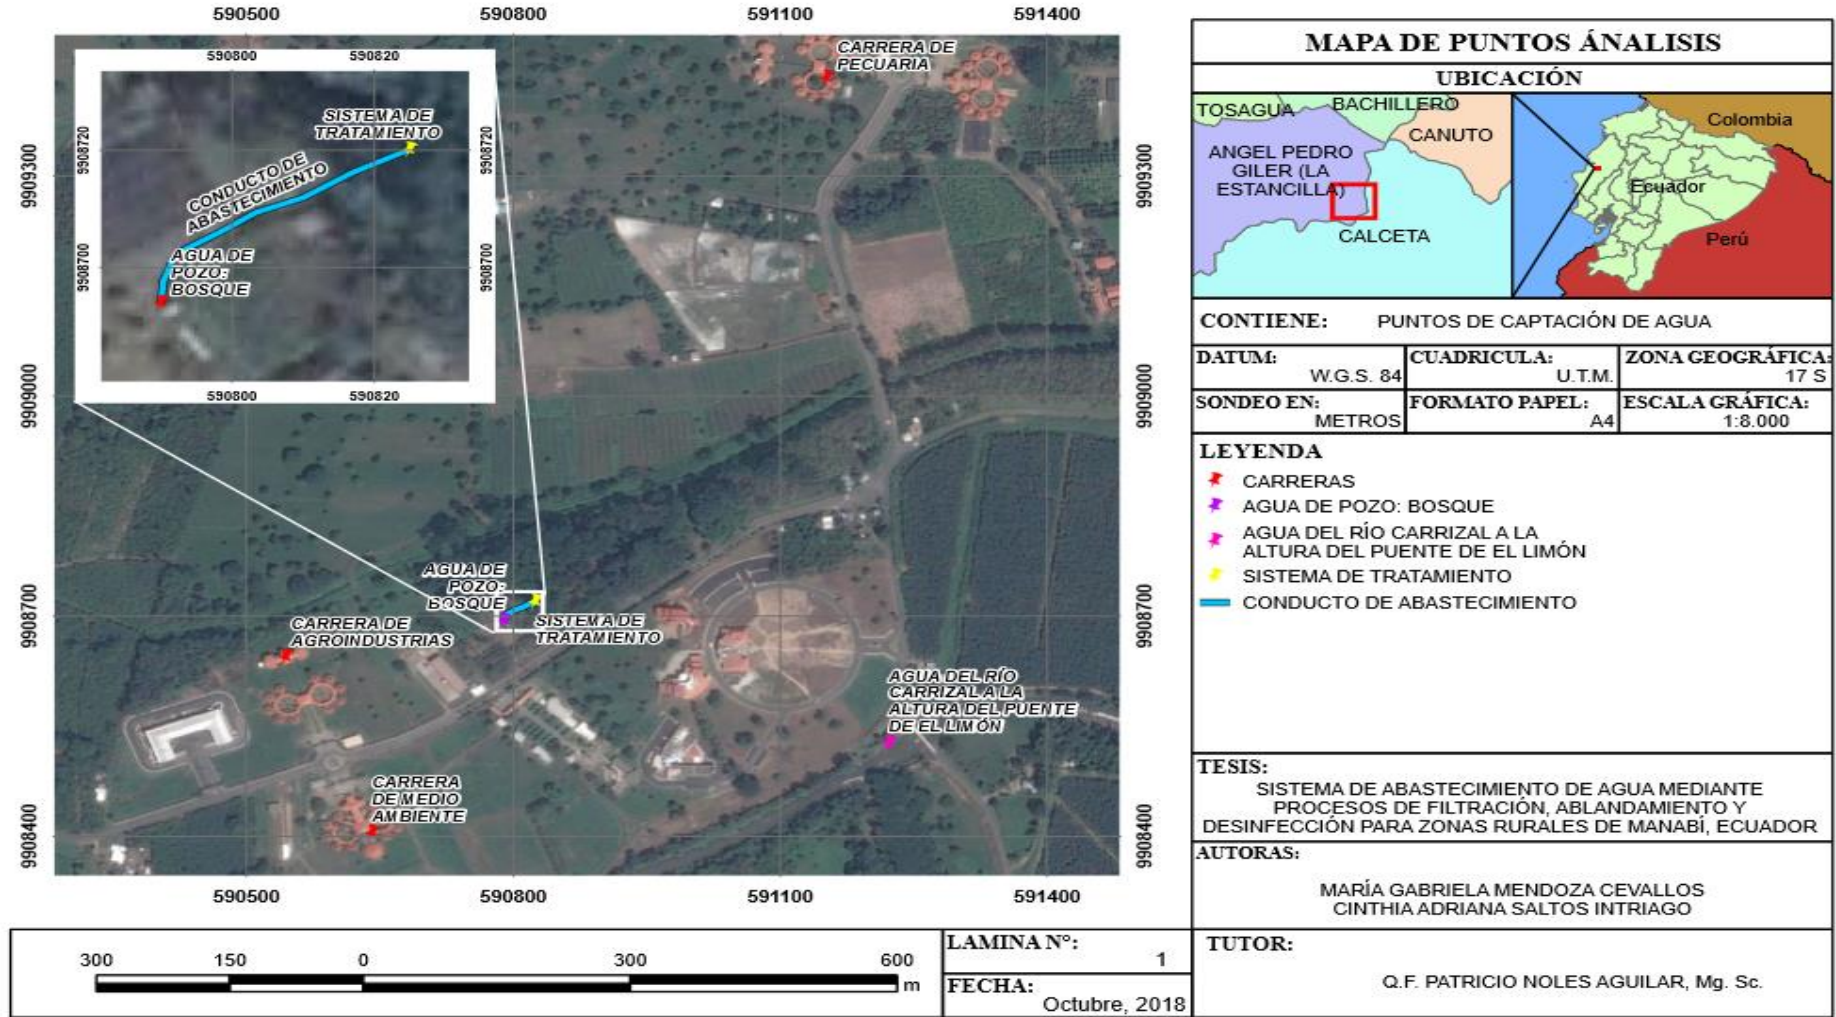 590500
590800
591100
591400
590800
590820
SISTEMA DE
TRATAMIENTO
CONDUCTO DE
ABASTECIMIENTO
AGUA DE
POZO:
BOSQUE
9908720
9908700
9908720
9908700
590800
590820
CARRERA DE
PECUARIA
9909300
9909000
9908700
9908400
9909300
9909000
9908700
9908400
AGUA DE
POZO:
BOSQUE
SISTEMA DE
TRATAMIENTO
CARRERA DE
AGROINDUSTRIAS
AGUA DEL RÍO
CARRIZAL A LA
ALTURA DEL PUENTE
DE EL LIMÓN
CARRERA
DE MEDIO
AMBIENTE
590500
590800
591100
591400
300
150
0
300
600
m
LAMINA N°:
1
FECHA:
Octubre, 2018
MAPA DE PUNTOS ÁNALISIS
UBICACIÓN
TOSAGUA
BACHILLERO
CANUTO
ANGEL PEDRO
GILER (LA
ESTANCILLA)
CALCETA
Colombia
Ecuador
Perú
CONTIENE: PUNTOS DE CAPTACIÓN DE AGUA
DATUM:
W.G.S. 84
CUADRICULA:
U.T.M.
ZONA GEOGRÁFICA:
17 S
SONDEO EN:
METROS
FORMATO PAPEL:
A4
ESCALA GRÁFICA:
1:8.000
LEYENDA
CARRERAS
AGUA DE POZO: BOSQUE
AGUA DEL RÍO CARRIZAL A LA
ALTURA DEL PUENTE DE EL LIMÓN
SISTEMA DE TRATAMIENTO
CONDUCTO DE ABASTECIMIENTO
TESIS:
SISTEMA DE ABASTECIMIENTO DE AGUA MEDIANTE
PROCESOS DE FILTRACIÓN, ABLANDAMIENTO Y
DESINFECCIÓN PARA ZONAS RURALES DE MANABÍ, ECUADOR
AUTORAS:
MARÍA GABRIELA MENDOZA CEVALLOS
CINTHIA ADRIANA SALTOS INTRIAGO
TUTOR:
Q.F. PATRICIO NOLES AGUILAR, Mg. Sc.